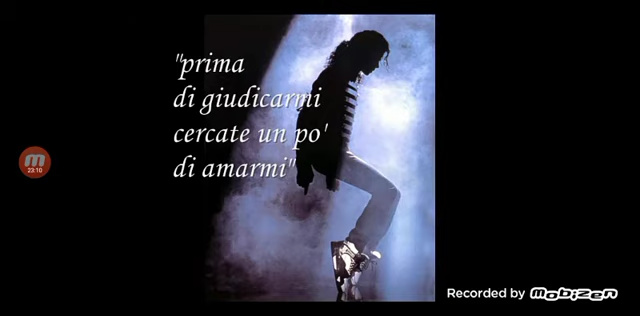 "prima
di giudicarmi
cercate un po'
di amarmi"
23:10
Recorded by MOBIZEN